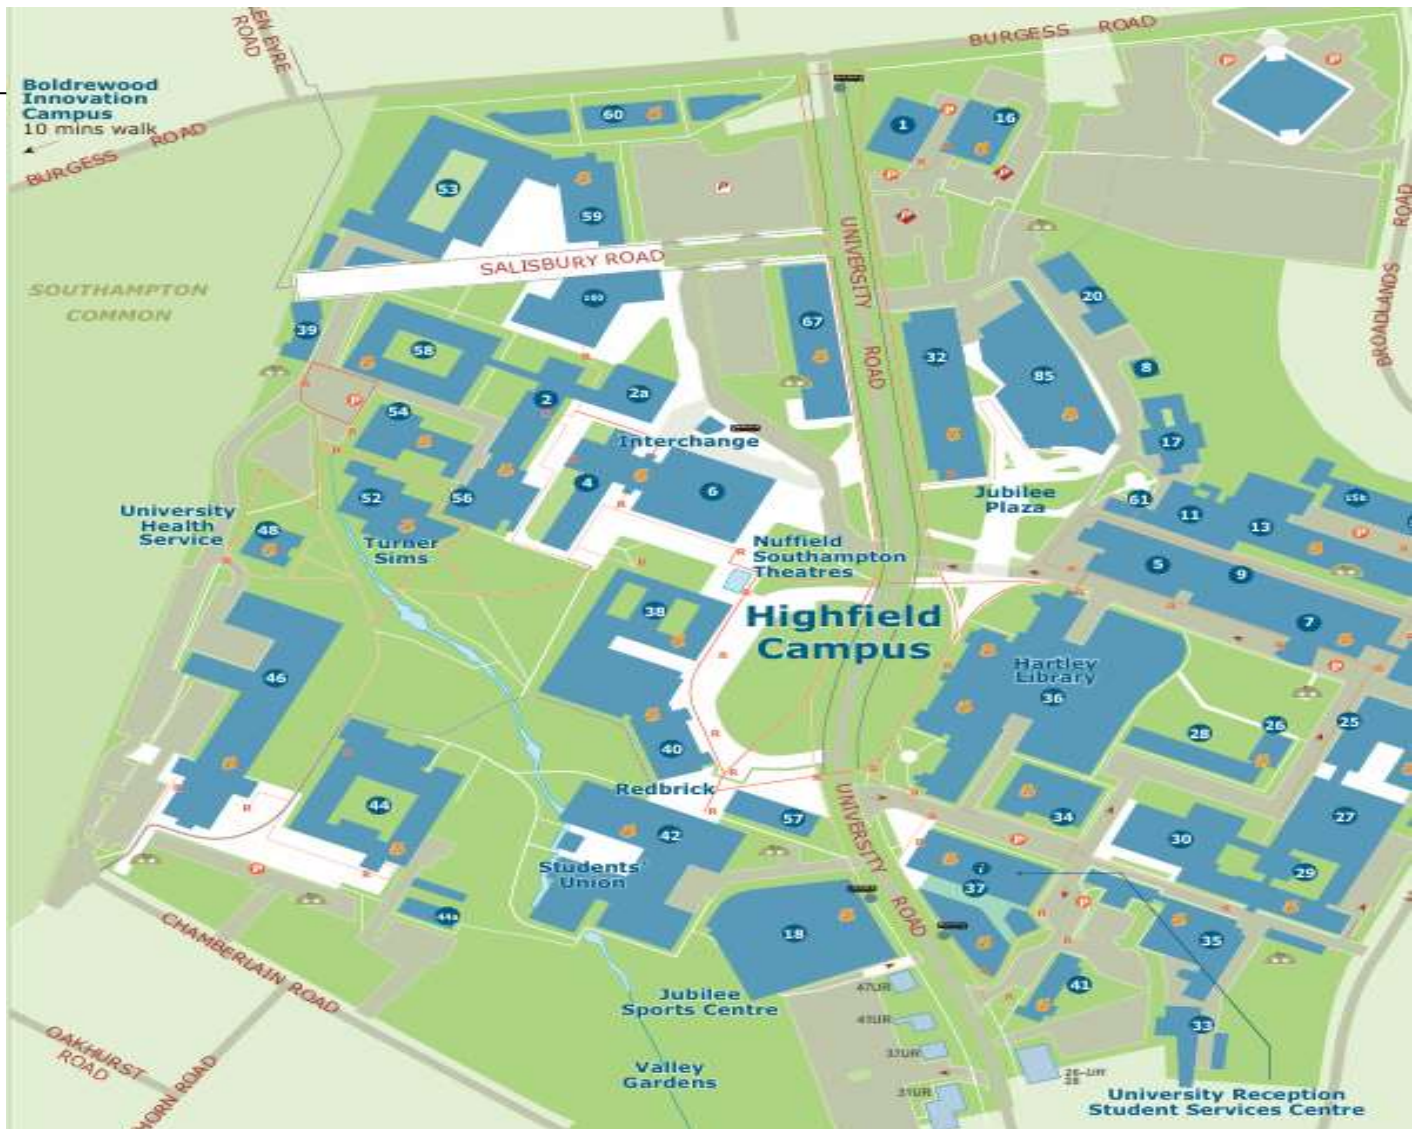 ROAD
BURGESS ROAD
Boldrewood
Innovation
Campus
10 mins walk
BURGESS ROAD
60
1
16
P
P
P
P
P
P
P
53
59
UNIVERSITY
ROAD
BROADLANDS
ROAD
SALISBURY ROAD
SOUTHAMPTON
COMMON
39
58
67
32
20
85
8
2
2a
P
54
Interchange
17
4
6
52
56
Jubilee
Plaza
61
11
13
15b
P
University
Health
Service
48
Turner
Sims
Nuffield
Southampton
Theatres
5
9
7
38
Highfield
Campus
Hartley
Library
36
P
46
40
28
26
25
Redbrick
44
42
57
UNIVERSITY
ROAD
34
P
30
27
Students'
Union
i
37
29
P
P
44a
18
35
CHAMBERLAIN ROAD
Jubilee
Sports Centre
47UR
41
33
37UR
31UR
OAKHURST
ROAD
Valley
Gardens
University Reception
Student Services Centre